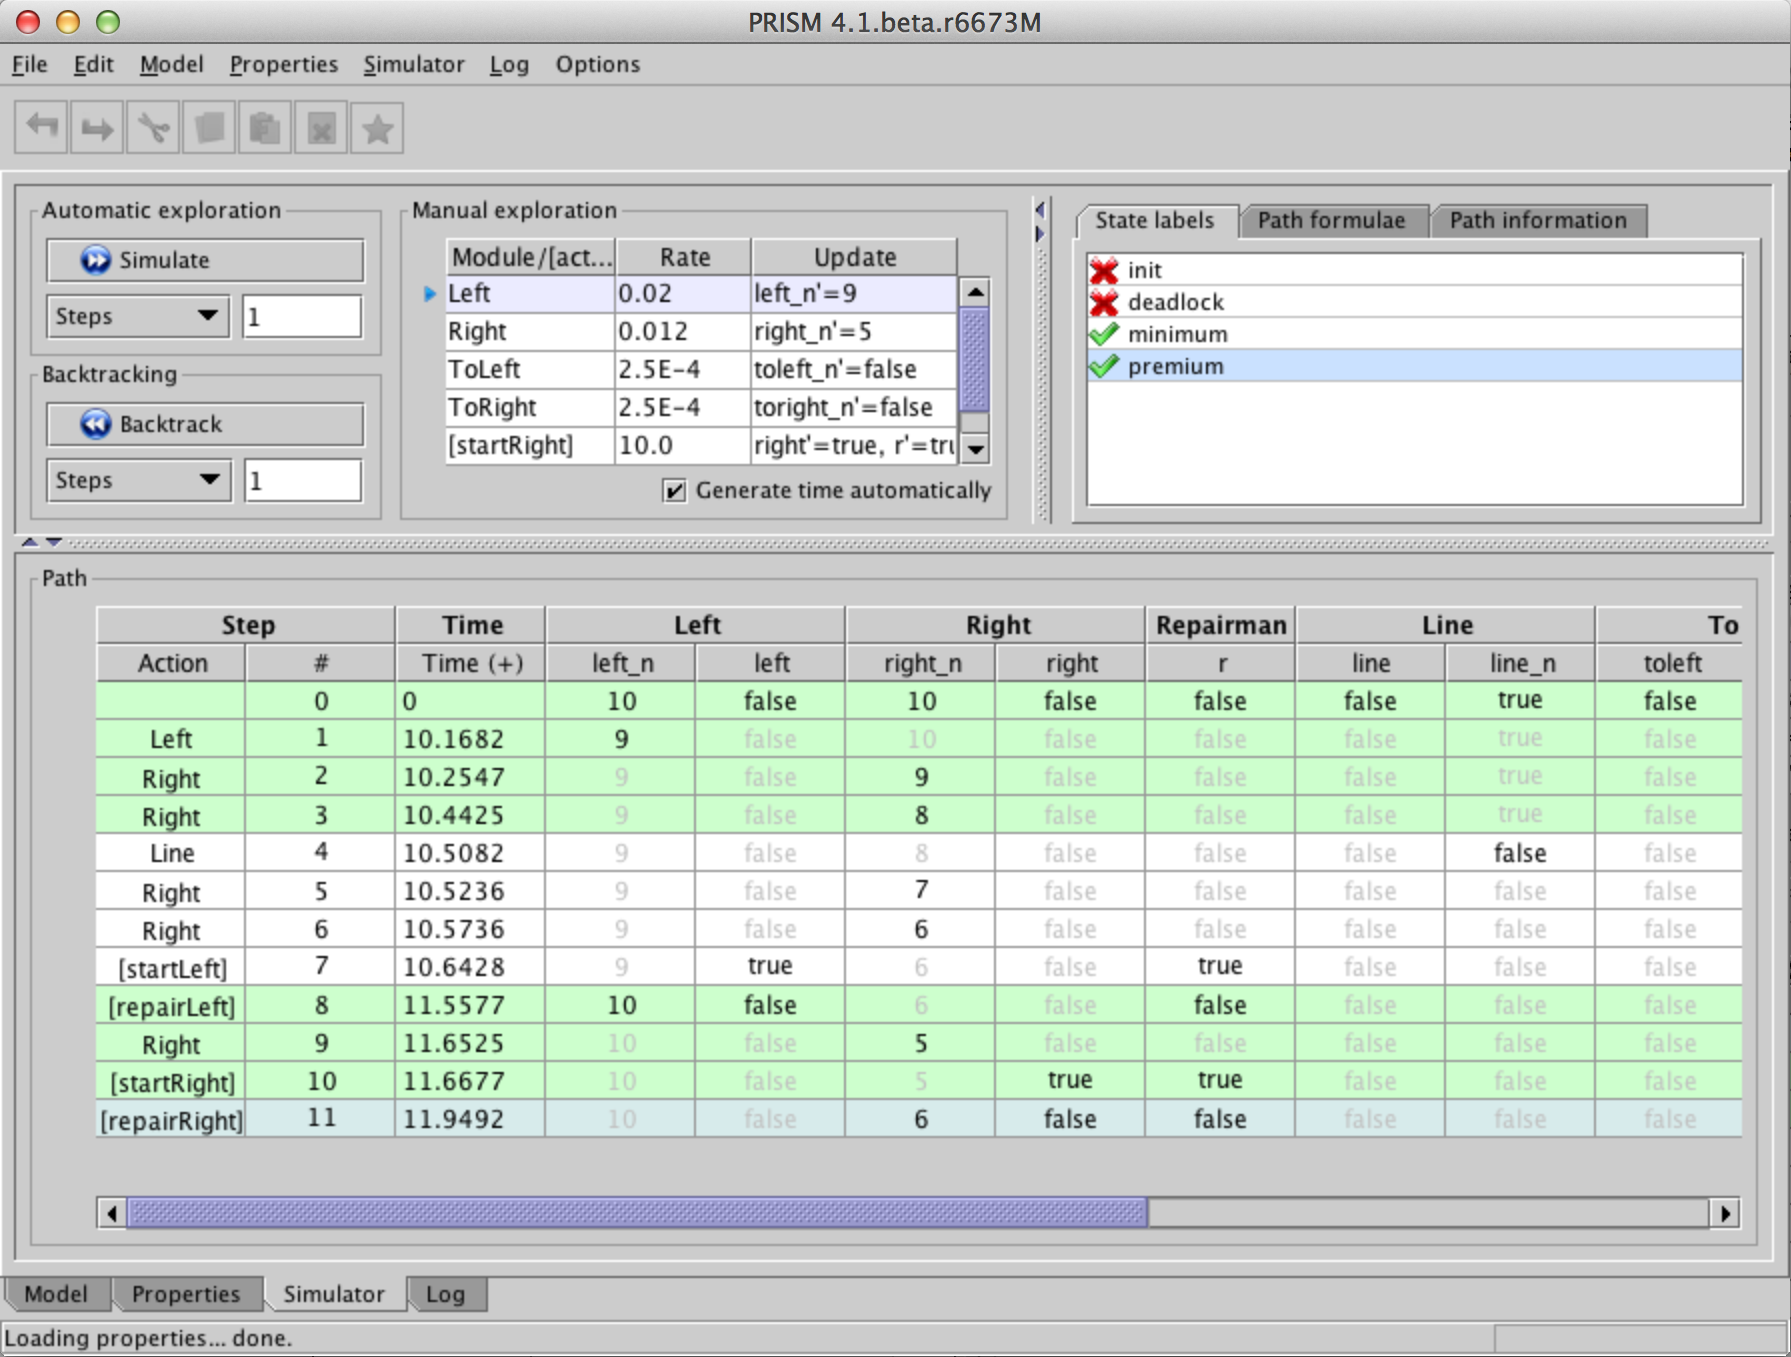 PRISM 4.1.beta.r6673M
File Edit Model Properties Simulator Log Options
Automatic exploration
Simulate
Steps 1
Backtracking
Backtrack
Steps 1
Manual exploration
Module/[act... Rate Update
Left 0.02 left_n'=9
Right 0.012 right_n'=5
ToLeft 2.5E-4 toleft_n'=false
ToRight 2.5E-4 toright_n'=false
[startRight] 10.0 right'=true, r'=tru
Generate time automatically
State labels Path formulae Path information
init
deadlock
minimum
premium
Path
Step Time Left Right Repairman Line To
Action # Time (+) left_n left right_n right r line line_n toleft
0 0 10 false 10 false false false true false
Left 1 10.1682 9 false 10 false false false true false
Right 2 10.2547 9 false 9 false false false true false
Right 3 10.4425 9 false 8 false false false true false
Line 4 10.5082 9 false 8 false false false false false
Right 5 10.5236 9 false 7 false false false false false
Right 6 10.5736 9 false 6 false false false false false
[startLeft] 7 10.6428 9 true 6 false true false false false
[repairLeft] 8 11.5577 10 false 6 false false false false false
Right 9 11.6525 10 false 5 false false false false false
[startRight] 10 11.6677 10 false 5 true true false false false
[repairRight] 11 11.9492 10 false 6 false false false false false
Model Properties Simulator Log
Loading properties... done.